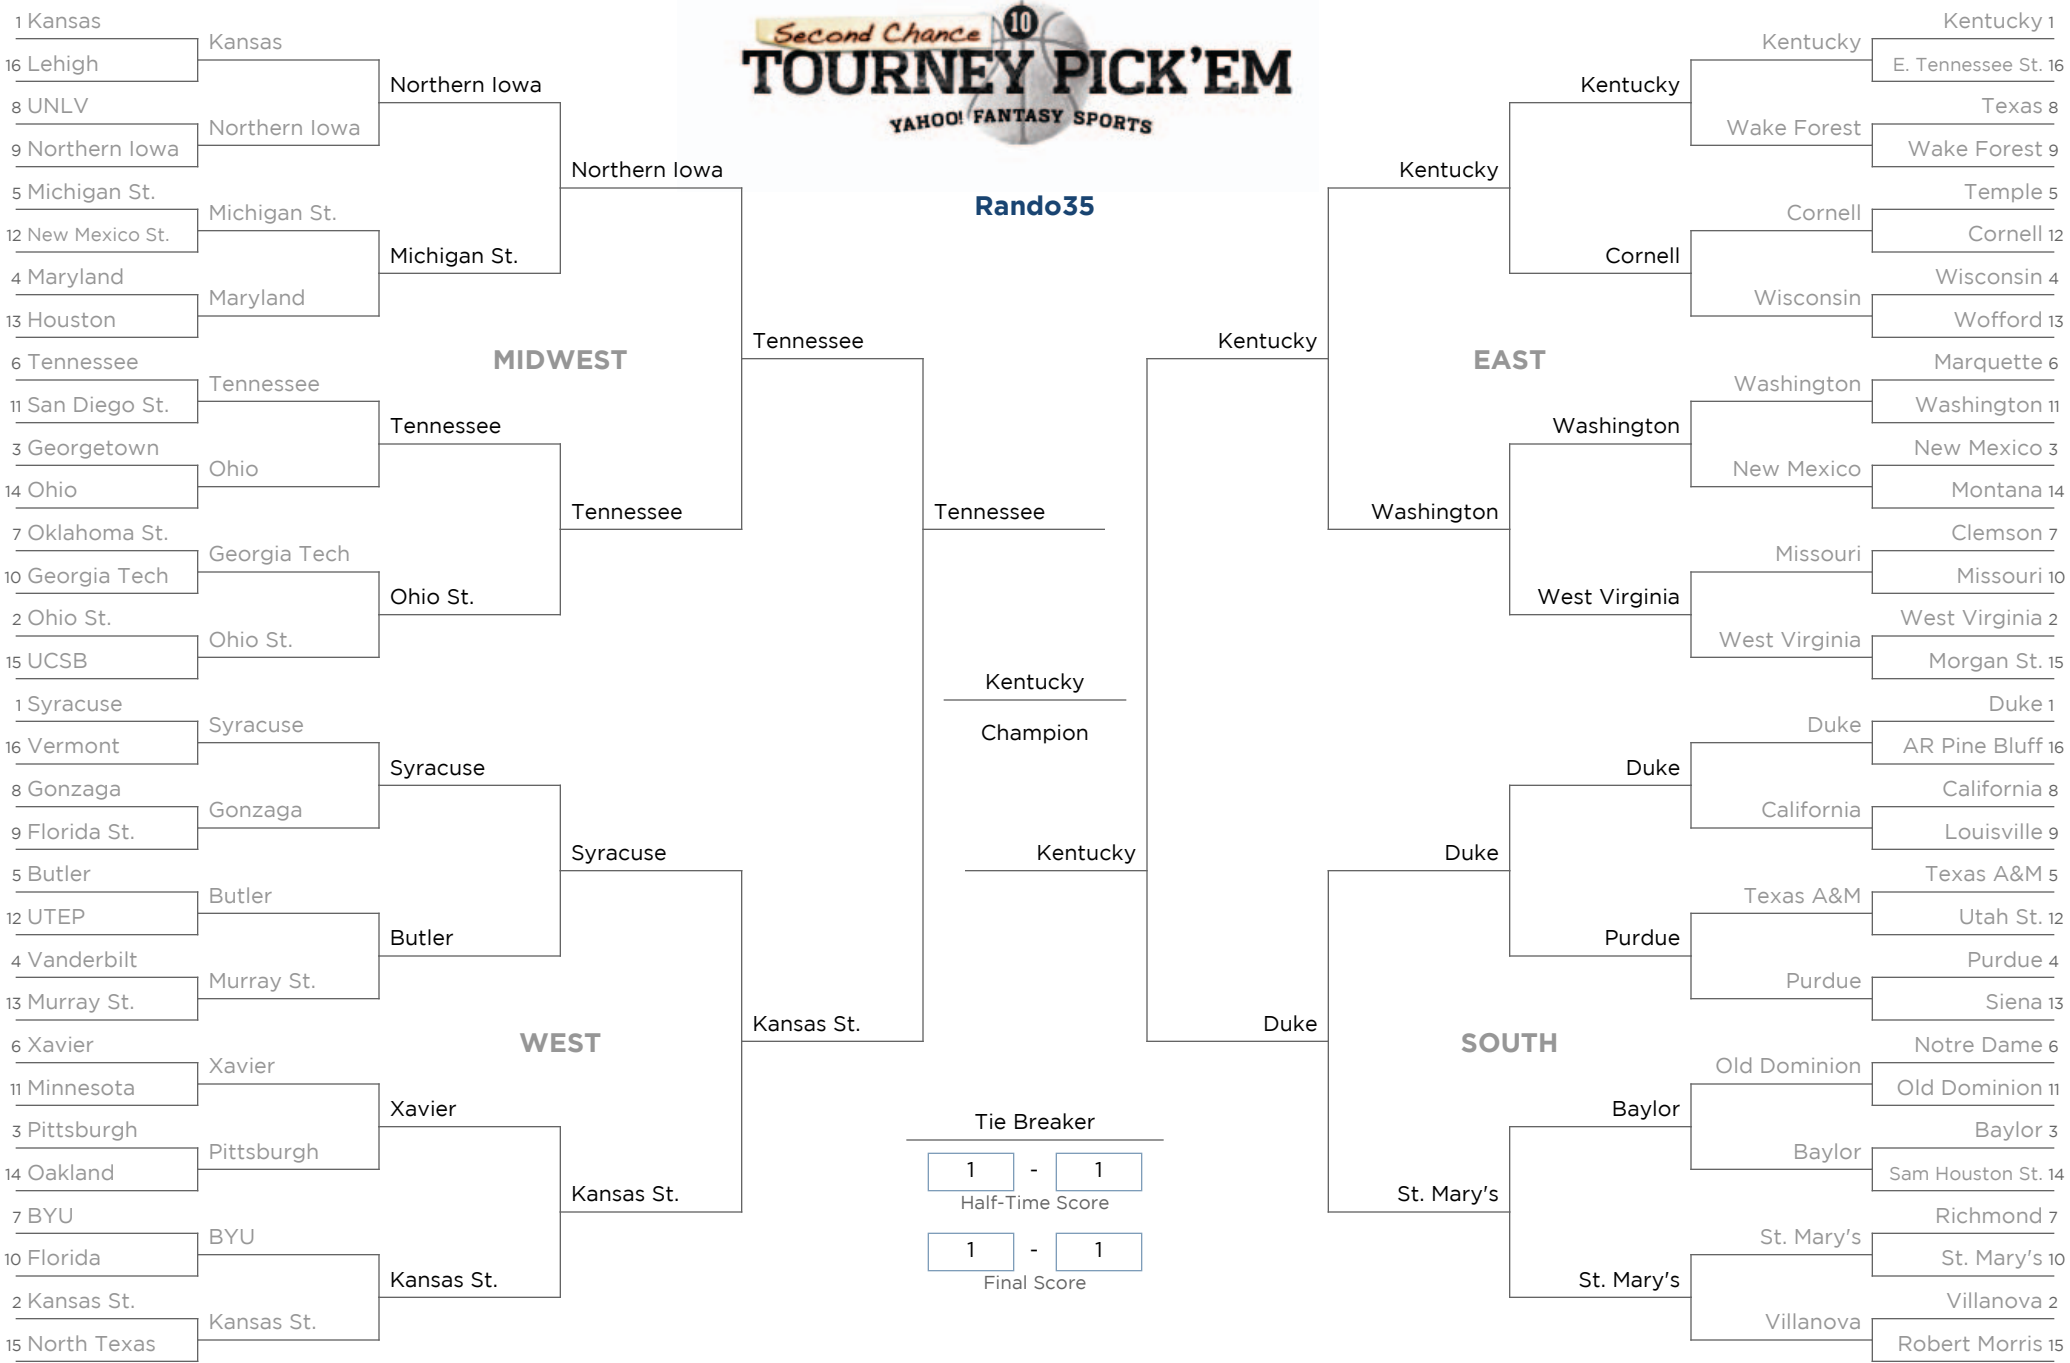 Second Chance 10
TOURNEY PICK'EM
YAHOO! FANTASY SPORTS
Rando35
1 Kansas
16 Lehigh
8 UNLV
9 Northern Iowa
5 Michigan St.
12 New Mexico St.
4 Maryland
13 Houston
6 Tennessee
11 San Diego St.
3 Georgetown
14 Ohio
7 Oklahoma St.
10 Georgia Tech
2 Ohio St.
15 UCSB
Kansas
Northern Iowa
Michigan St.
Maryland
Tennessee
Ohio
Georgia Tech
Ohio St.
Northern Iowa
Michigan St.
Tennessee
Ohio St.
Northern Iowa
Tennessee
MIDWEST
Tennessee
1 Syracuse
16 Vermont
8 Gonzaga
9 Florida St.
5 Butler
12 UTEP
4 Vanderbilt
13 Murray St.
6 Xavier
11 Minnesota
3 Pittsburgh
14 Oakland
7 BYU
10 Florida
2 Kansas St.
15 North Texas
Syracuse
Gonzaga
Butler
Murray St.
Xavier
Pittsburgh
BYU
Kansas St.
Syracuse
Butler
Xavier
Kansas St.
Syracuse
Kansas St.
WEST
Kansas St.
Tennessee
Kentucky
Champion
Kentucky
Tie Breaker
1 - 1
Half-Time Score
1 - 1
Final Score
Kentucky 1
E. Tennessee St. 16
Texas 8
Wake Forest 9
Temple 5
Cornell 12
Wisconsin 4
Wofford 13
Marquette 6
Washington 11
New Mexico 3
Montana 14
Clemson 7
Missouri 10
West Virginia 2
Morgan St. 15
Kentucky
Wake Forest
Cornell
Wisconsin
Washington
New Mexico
Missouri
West Virginia
Kentucky
Cornell
Washington
West Virginia
Kentucky
Washington
EAST
Kentucky
Duke 1
AR Pine Bluff 16
California 8
Louisville 9
Texas A&M 5
Utah St. 12
Purdue 4
Siena 13
Notre Dame 6
Old Dominion 11
Baylor 3
Sam Houston St. 14
Richmond 7
St. Mary's 10
Villanova 2
Robert Morris 15
Duke
California
Texas A&M
Purdue
Old Dominion
Baylor
St. Mary's
Villanova
Duke
Purdue
Baylor
St. Mary's
Duke
St. Mary's
SOUTH
Duke